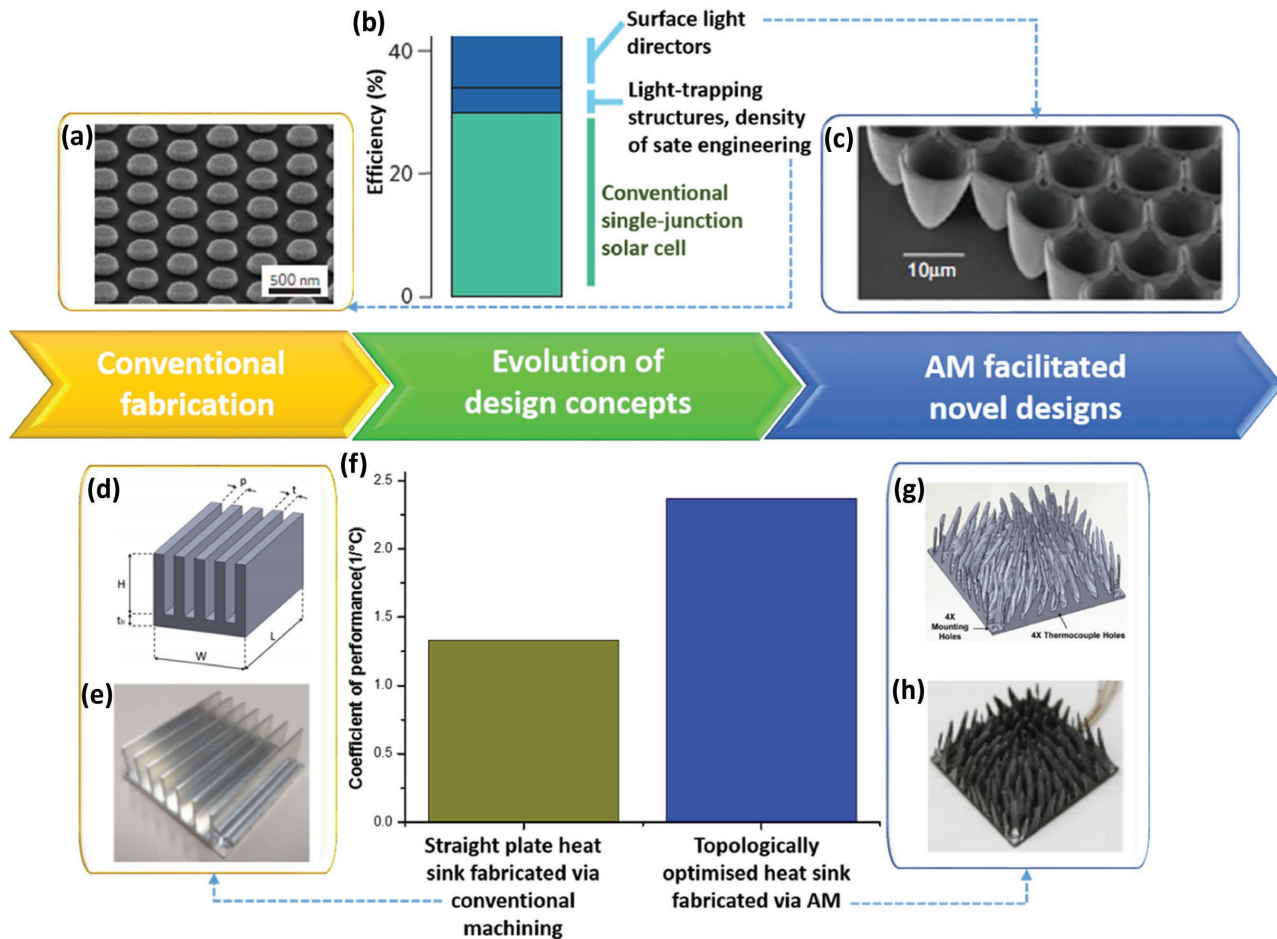 (b)
40
20
0
Efficiency (%)
Surface light
directors
Light-trapping
structures, density
of sate engineering
Conventional
single-junction
solar cell
(a)
500 nm
(c)
10μm
Conventional
fabrication
Evolution of
design concepts
AM facilitated
novel designs
(d)
p
t
H
tb
W
L
(e)
(f)
2.5
2.0
1.5
1.0
0.5
0.0
Coefficient of performance(1/°C)
Straight plate heat
sink fabricated via
conventional
machining
Topologically
optimised heat sink
fabricated via AM
(g)
4X
Mounting
Holes
4X Thermocouple Holes
(h)